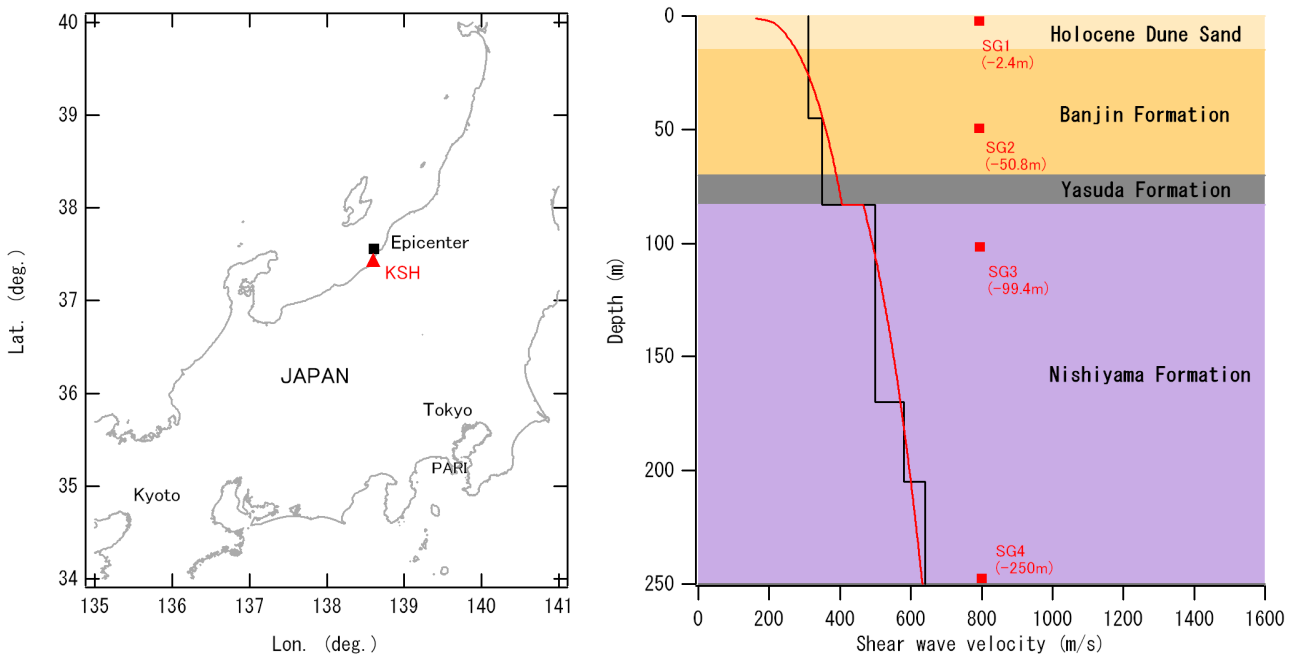 40
39
38
37
36
35
34
Lat. (deg.)
Epicenter
KSH
JAPAN
Tokyo
PARI
Kyoto
135
136
137
138
139
140
141
Lon. (deg.)
0
50
100
150
200
250
Depth (m)
Holocene Dune Sand
SG1
(-2.4m)
Banjin Formation
SG2
(-50.8m)
Yasuda Formation
SG3
(-99.4m)
Nishiyama Formation
SG4
(-250m)
0
200
400
600
800
1000
1200
1400
1600
Shear wave velocity (m/s)